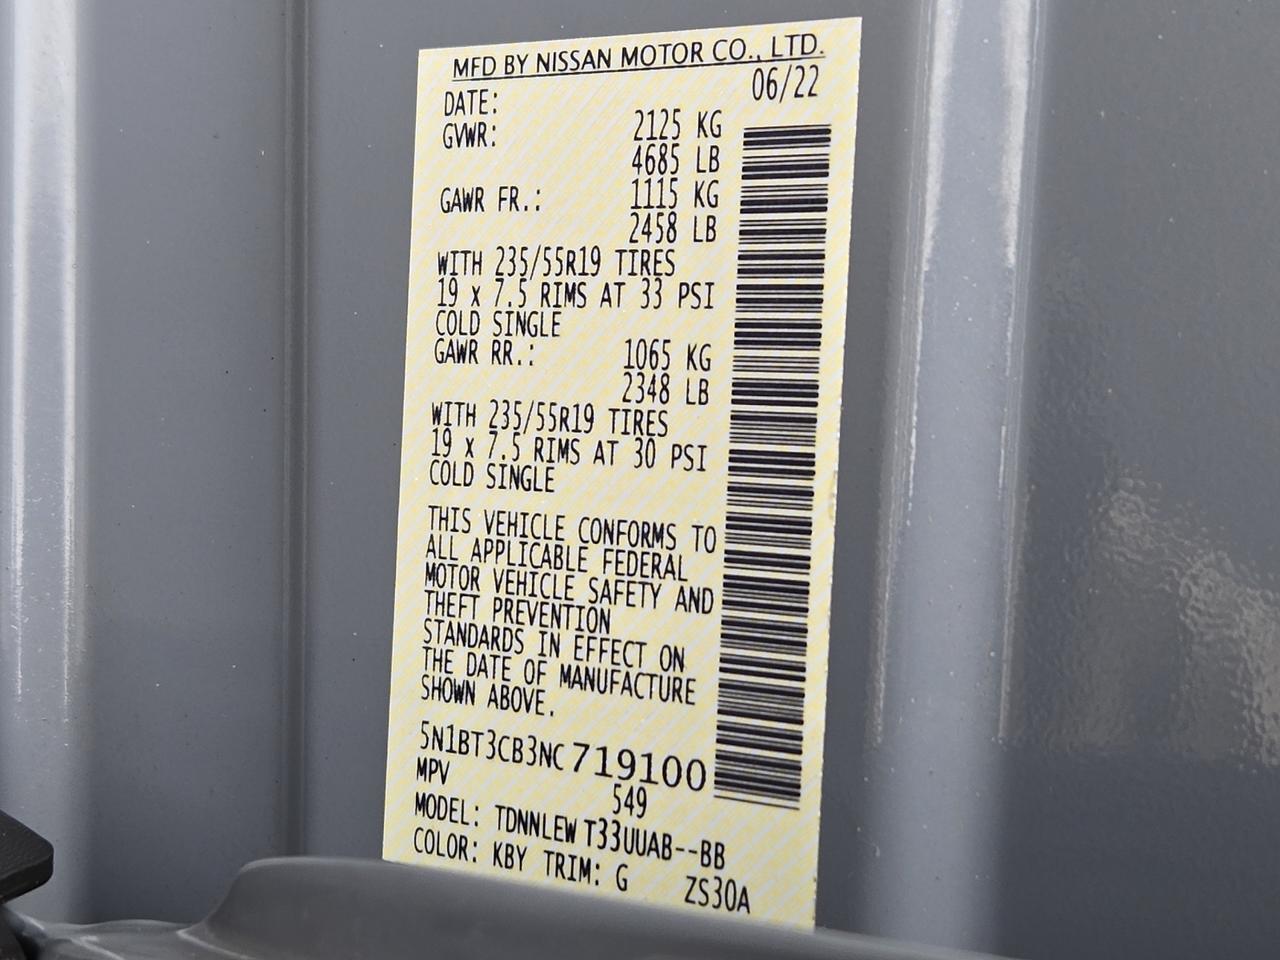 MFD BY NISSAN MOTOR CO., LTD.
DATE: 06/22
GVWR: 2125 KG
4685 LB
GAWR FR.: 1115 KG
2458 LB
WITH 235/55R19 TIRES
19 x 7.5 RIMS AT 33 PSI
COLD SINGLE
GAWR RR.: 1065 KG
2348 LB
WITH 235/55R19 TIRES
19 x 7.5 RIMS AT 30 PSI
COLD SINGLE
THIS VEHICLE CONFORMS TO
ALL APPLICABLE FEDERAL
MOTOR VEHICLE SAFETY AND
THEFT PREVENTION
STANDARDS IN EFFECT ON
THE DATE OF MANUFACTURE
SHOWN ABOVE.
5N1BT3CB3NC719100
MPV 549
MODEL: TDNNLEW T33UUAB--BB
COLOR: KBY TRIM: G ZS30A